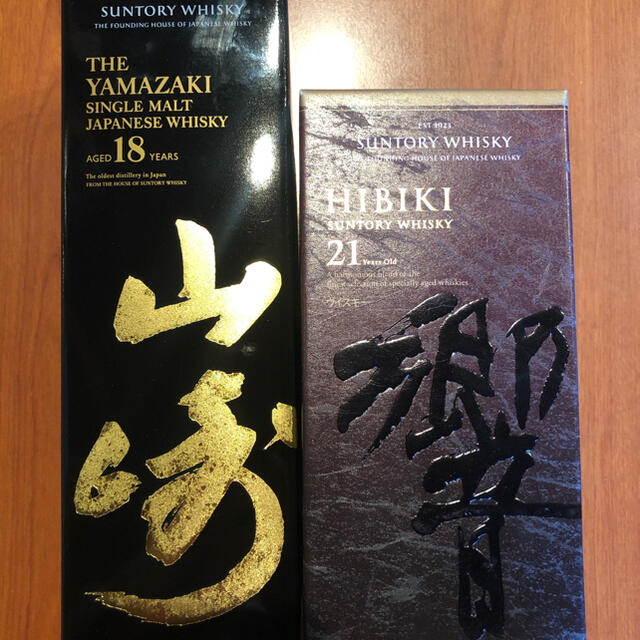 SUNTORY WHISKY
THE FOUNDING HOUSE OF JAPANESE WHISKY
THE
YAMAZAKI
SINGLE MALT
JAPANESE WHISKY
AGED 18 YEARS
The oldest distillery in Japan
FROM THE HOUSE OF SUNTORY WHISKY
山崎
EST 1923
SUNTORY WHISKY
THE FOUNDING HOUSE OF JAPANESE WHISKY
HIBIKI
SUNTORY WHISKY
21 Years Old
A harmonious blend of the
finest selection of specially aged whiskies
ウイスキー
響